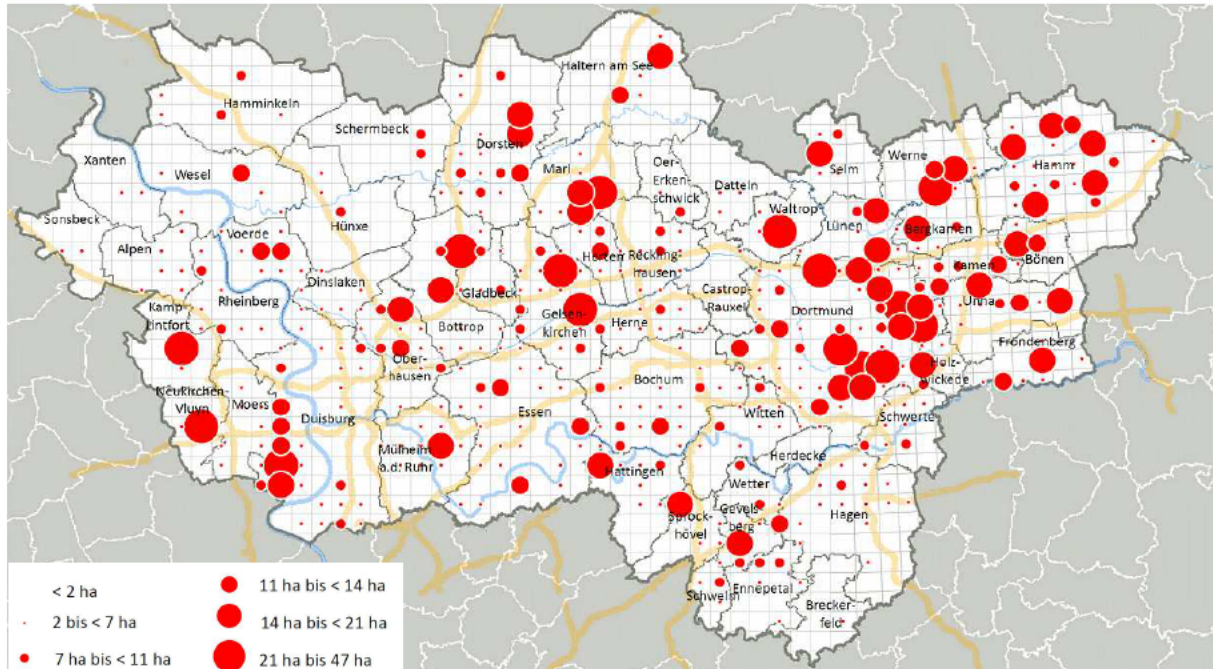 Haltern am See
Hamminkeln
Schermbeck
Dorsten
Selm
Werne
Hamm
Xanten
Wesel
Marl
Oer-
Erken-
schwick
Datteln
Waltrop
Lünen
Bergkamen
Sonsbeck
Alpen
Voerde
Hünxe
Herten
Reckling-
hausen
Kamen
Bönen
Kamp
Lintfort
Rheinberg
Dinslaken
Gladbeck
Castrop-
Rauxel
Dortmund
Unna
Bottrop
Gelsen-
kirchen
Herne
Ober-
hausen
Fröndenberg
Holz-
wickede
Neukirchen-
Vluyn
Moers
Duisburg
Essen
Bochum
Witten
Schwerte
Mülheim
a.d. Ruhr
Hattingen
Herdecke
Wetter
Sprock-
hövel
Gevels-
berg
Hagen
Schwelm
Ennepetal
Brecker-
feld
< 2 ha
2 bis < 7 ha
7 ha bis < 11 ha
11 ha bis < 14 ha
14 ha bis < 21 ha
21 ha bis 47 ha